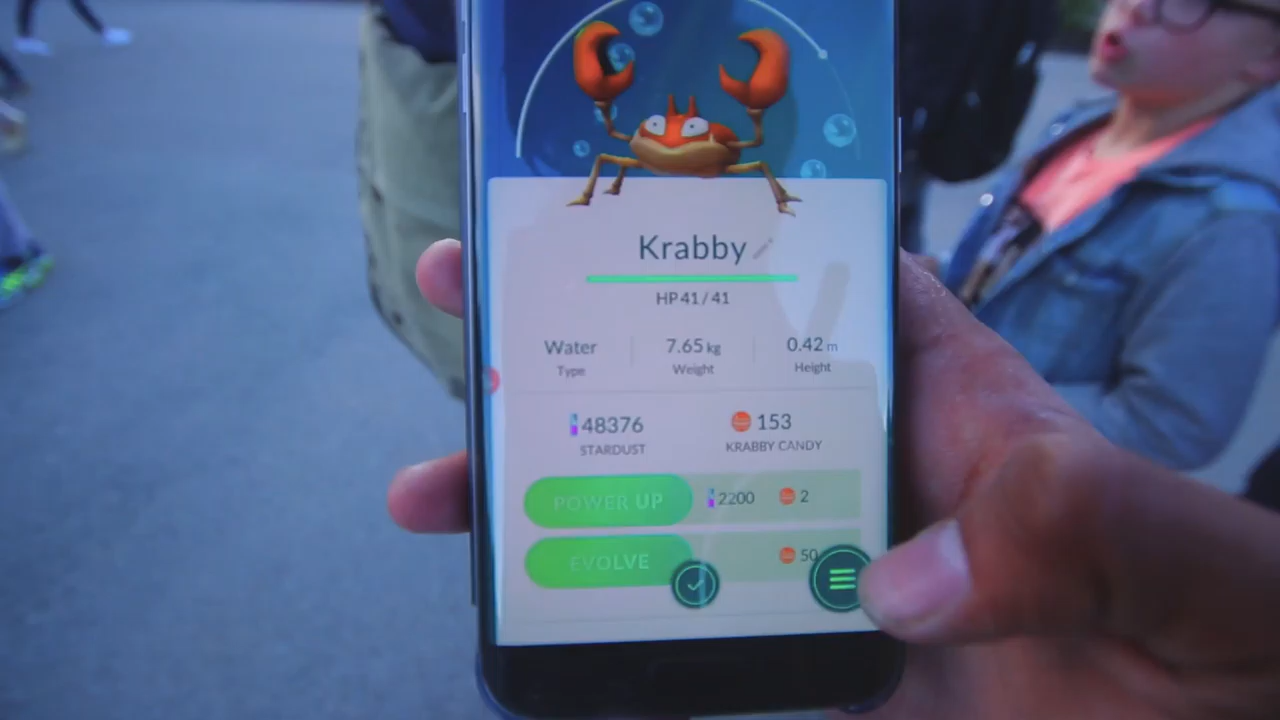 Krabby
HP 41 / 41
Water
Type
7.65 kg
Weight
0.42 m
Height
48376
STARDUST
153
KRABBY CANDY
POWER UP
2200
2
EVOLVE
50